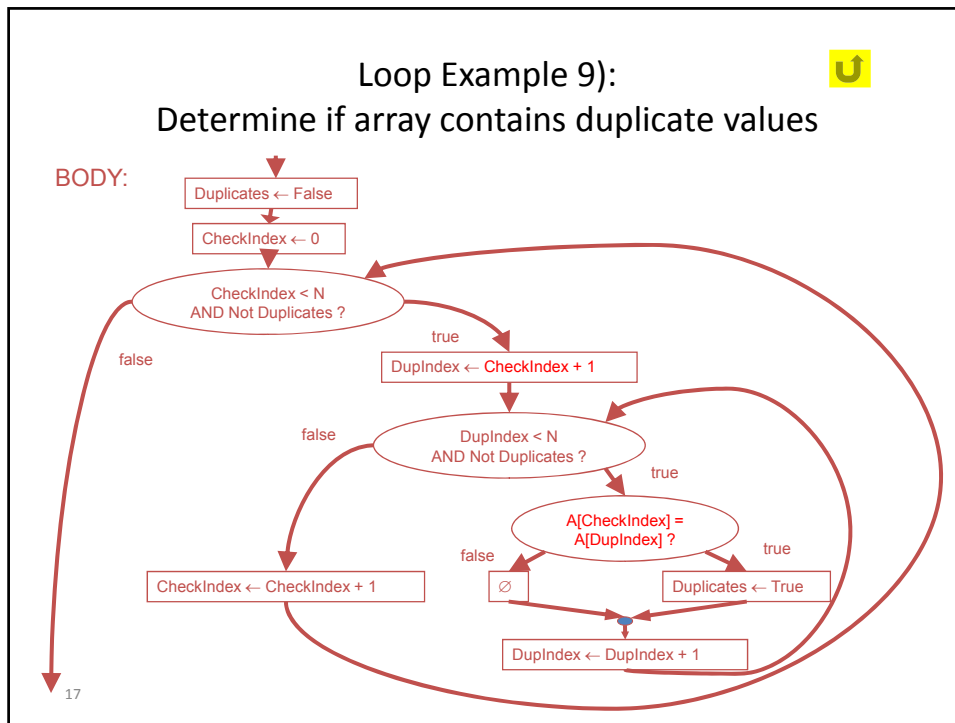 Loop Example 9):
Determine if array contains duplicate values
BODY:
Duplicates ← False
CheckIndex ← 0
CheckIndex < N
AND Not Duplicates ?
true
false
DupIndex ← CheckIndex + 1
DupIndex < N
AND Not Duplicates ?
false
true
A[CheckIndex] =
A[DupIndex] ?
false
true
CheckIndex ← CheckIndex + 1
∅
Duplicates ← True
DupIndex ← DupIndex + 1
17